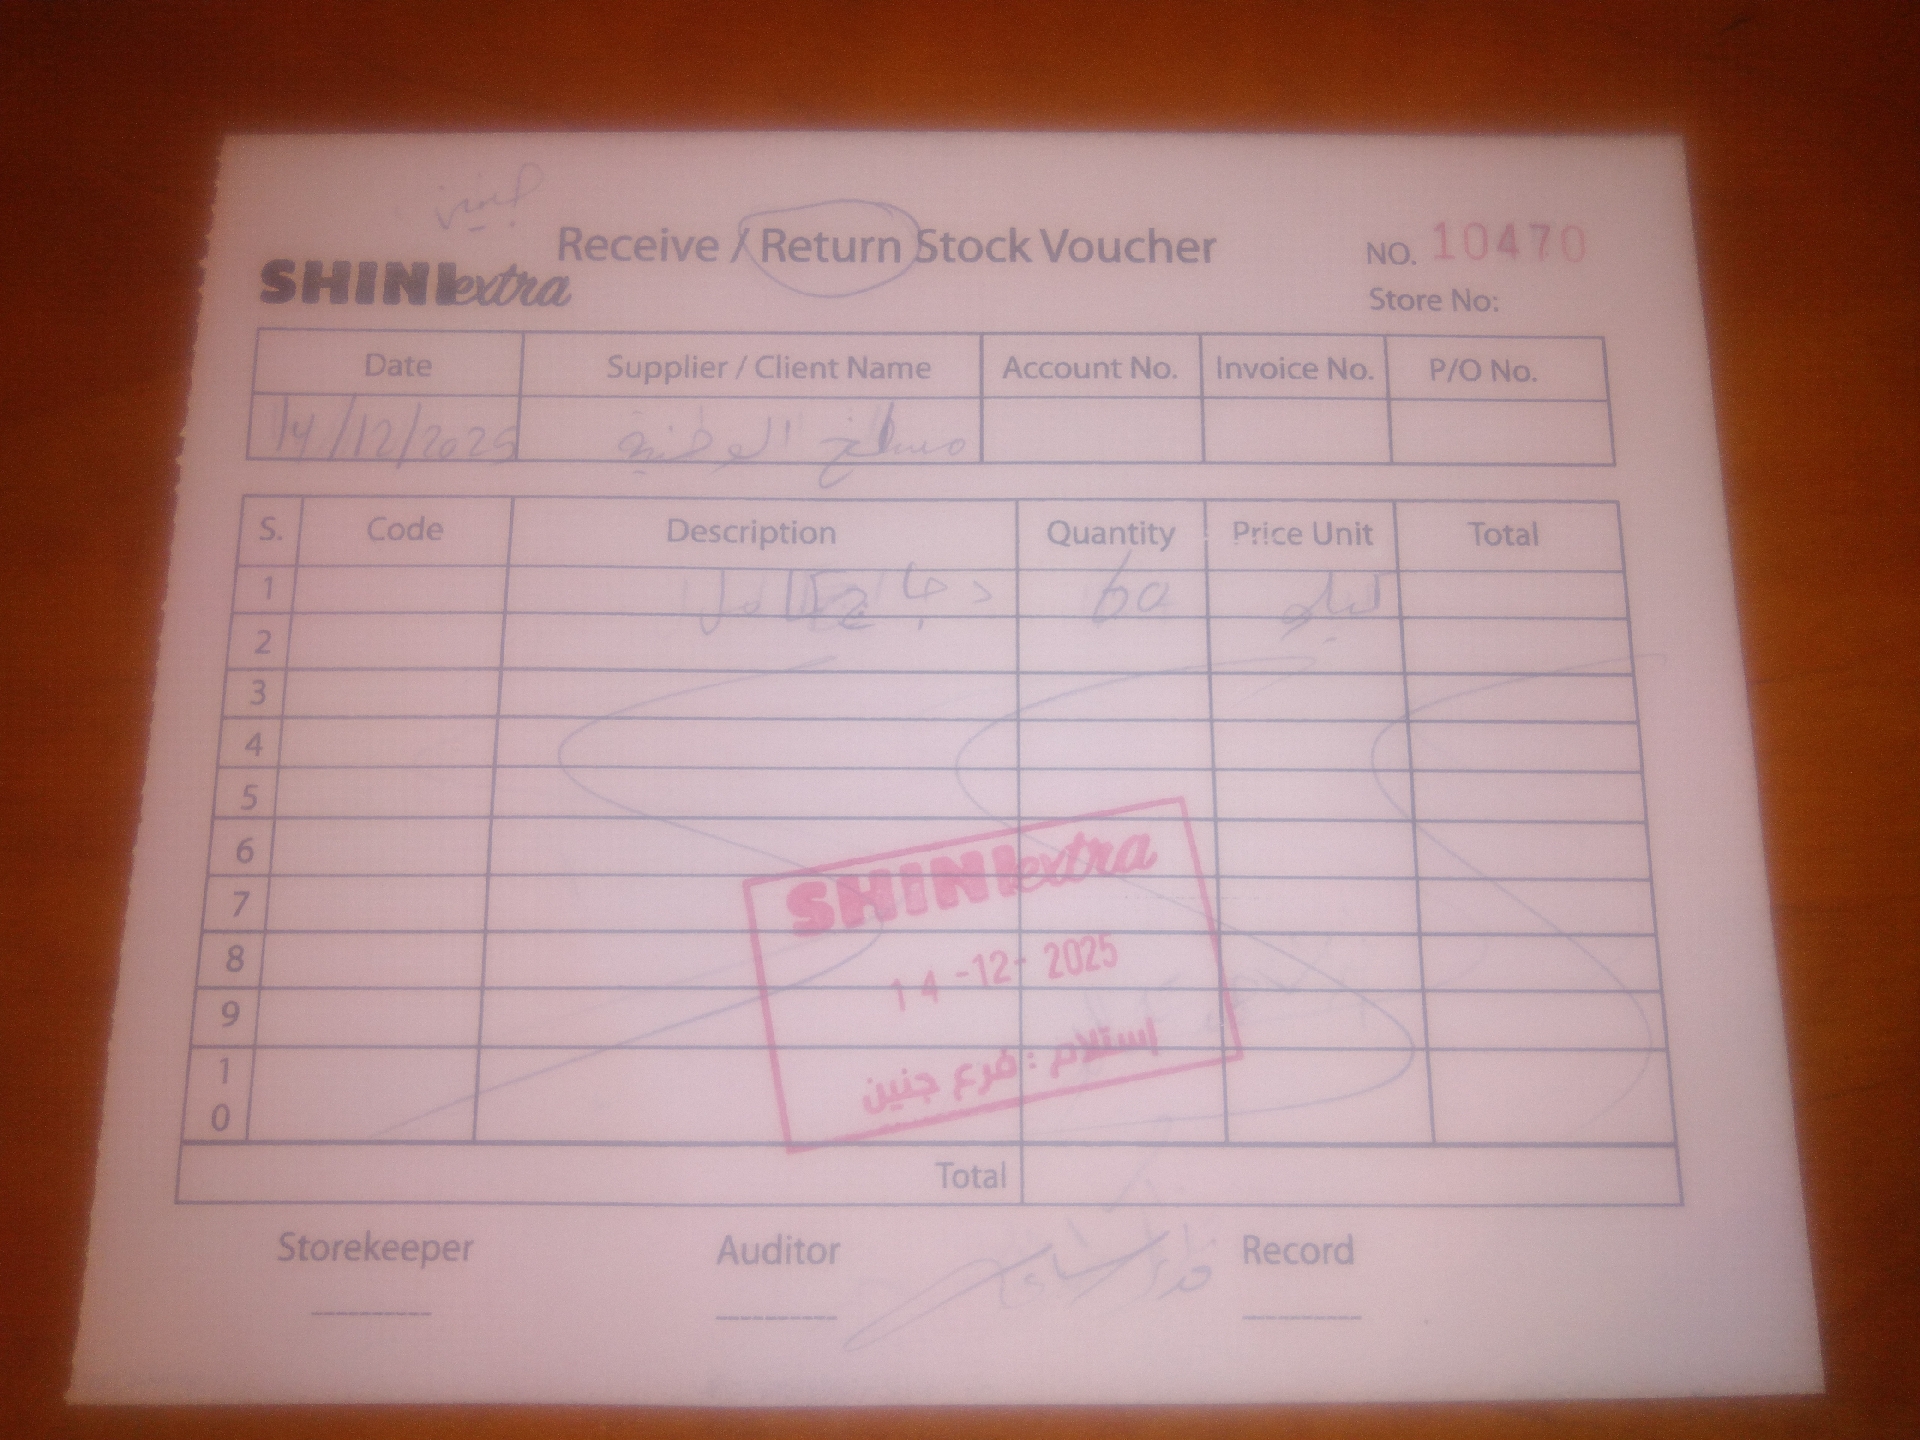 جنين
Receive / Return Stock Voucher
SHINIextra
NO. 10470
Store No:
Date Supplier / Client Name Account No. Invoice No. P/O No.
14/12/2025 مسلخ الوطنية
S. Code Description Quantity Price Unit Total
1 دجاج كامل 60 كيلو
2
3
4
5
6
7
8
9
10
SHINIextra
14-12-2025
إستلام : فرع جنين
Total
Storekeeper Auditor Record